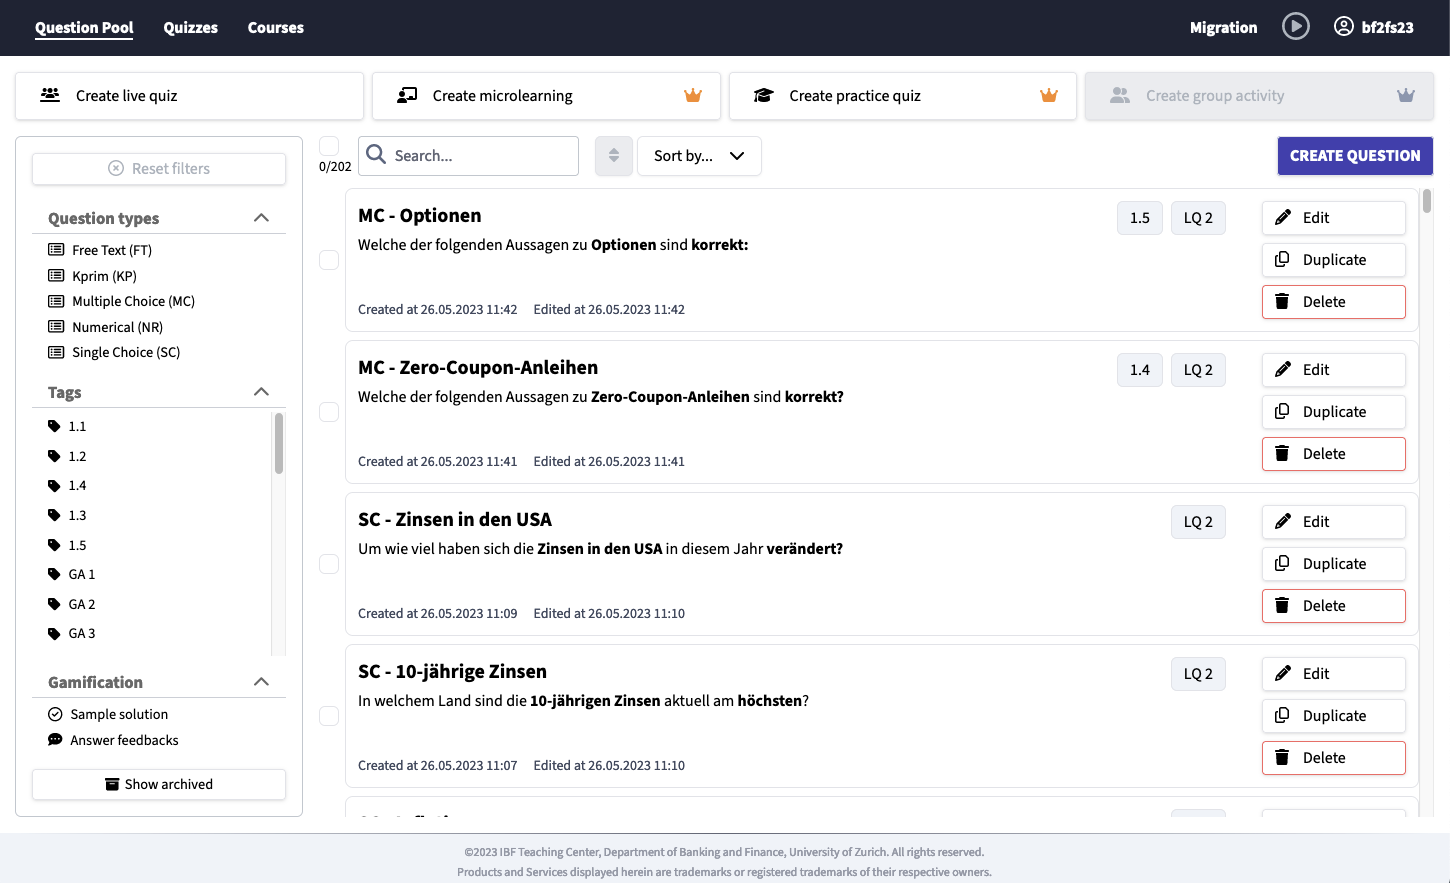 Question Pool Quizzes Courses Migration bf2fs23
Create live quiz
Create microlearning
Create practice quiz
Create group activity
Reset filters
Question types
Free Text (FT)
Kprim (KP)
Multiple Choice (MC)
Numerical (NR)
Single Choice (SC)
Tags
1.1
1.2
1.4
1.3
1.5
GA 1
GA 2
GA 3
Gamification
Sample solution
Answer feedbacks
Show archived
0/202
Search...
Sort by...
CREATE QUESTION
MC - Optionen
1.5 LQ 2
Welche der folgenden Aussagen zu Optionen sind korrekt:
Created at 26.05.2023 11:42 Edited at 26.05.2023 11:42
Edit
Duplicate
Delete
MC - Zero-Coupon-Anleihen
1.4 LQ 2
Welche der folgenden Aussagen zu Zero-Coupon-Anleihen sind korrekt?
Created at 26.05.2023 11:41 Edited at 26.05.2023 11:41
Edit
Duplicate
Delete
SC - Zinsen in den USA
LQ 2
Um wie viel haben sich die Zinsen in den USA in diesem Jahr verändert?
Created at 26.05.2023 11:09 Edited at 26.05.2023 11:10
Edit
Duplicate
Delete
SC - 10-jährige Zinsen
LQ 2
In welchem Land sind die 10-jährigen Zinsen aktuell am höchsten?
Created at 26.05.2023 11:07 Edited at 26.05.2023 11:10
Edit
Duplicate
Delete
©2023 IBF Teaching Center, Department of Banking and Finance, University of Zurich. All rights reserved.
Products and Services displayed herein are trademarks or registered trademarks of their respective owners.